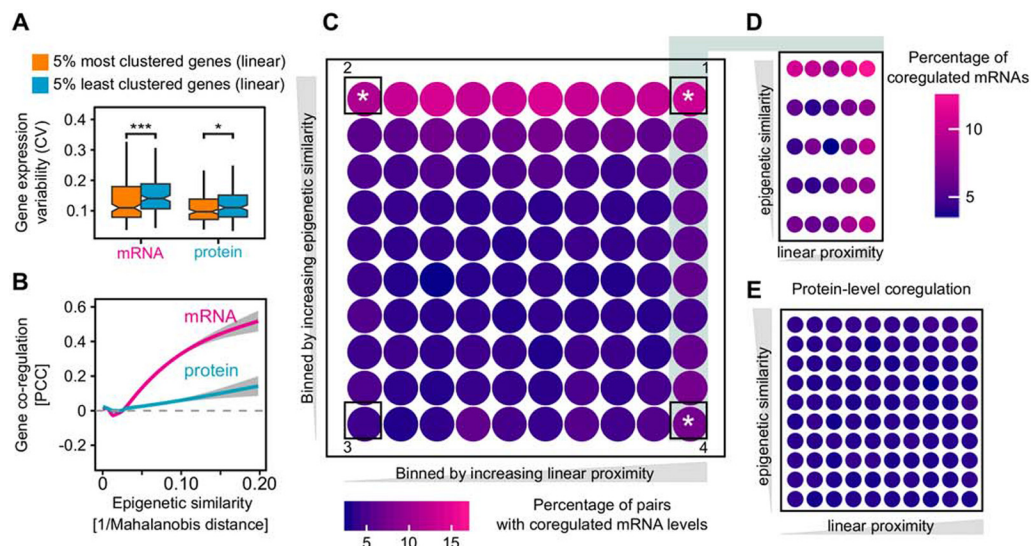 A
5% most clustered genes (linear)
5% least clustered genes (linear)
Gene expression
variability (CV)
0.4
0.3
0.2
0.1
***
*
mRNA
protein
B
Gene co-regulation
[PCC]
0.6
0.4
0.2
0
-0.2
mRNA
protein
0
0.10
0.20
Epigenetic similarity
[1/Mahalanobis distance]
C
2
1
*
*
Binned by increasing epigenetic similarity
*
3
4
Binned by increasing linear proximity
5
10
15
Percentage of pairs
with coregulated mRNA levels
D
epigenetic similarity
linear proximity
Percentage of
coregulated mRNAs
10
5
E
Protein-level coregulation
epigenetic similarity
linear proximity